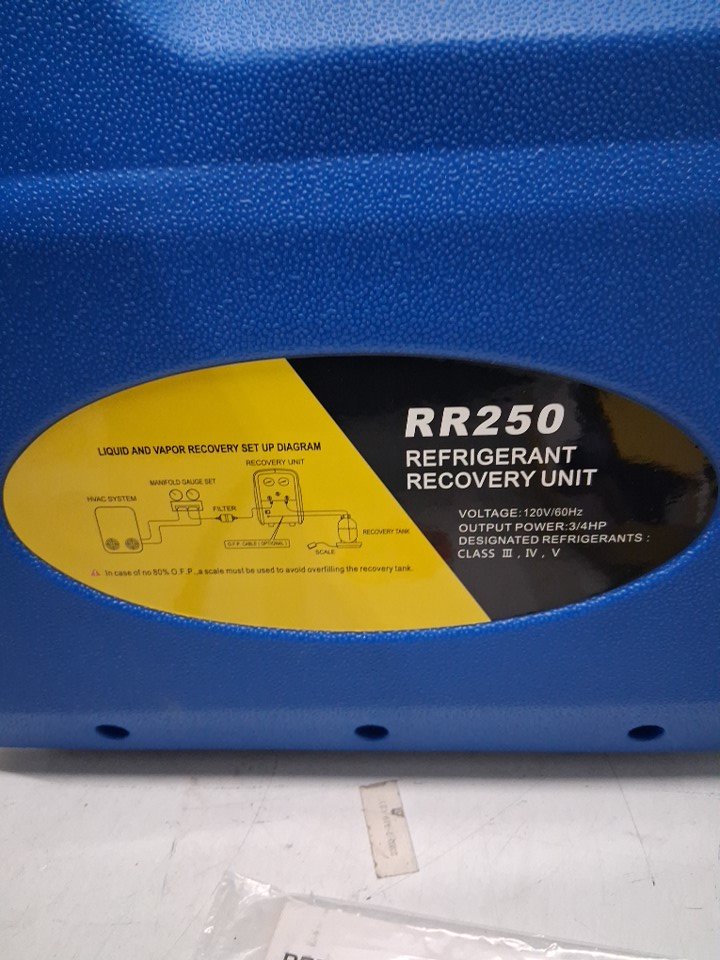 RR250
REFRIGERANT
RECOVERY UNIT
VOLTAGE:120V/60Hz
OUTPUT POWER:3/4HP
DESIGNATED REFRIGERANTS :
CLASS Ⅲ , Ⅳ , Ⅴ
LIQUID AND VAPOR RECOVERY SET UP DIAGRAM
RECOVERY UNIT
MANIFOLD GAUGE SET
HVAC SYSTEM
FILTER
RECOVERY TANK
O.F.P. CABLE ( OPTIONAL )
SCALE
In case of no 80% O.F.P.,a scale must be used to avoid overfilling the recovery tank.